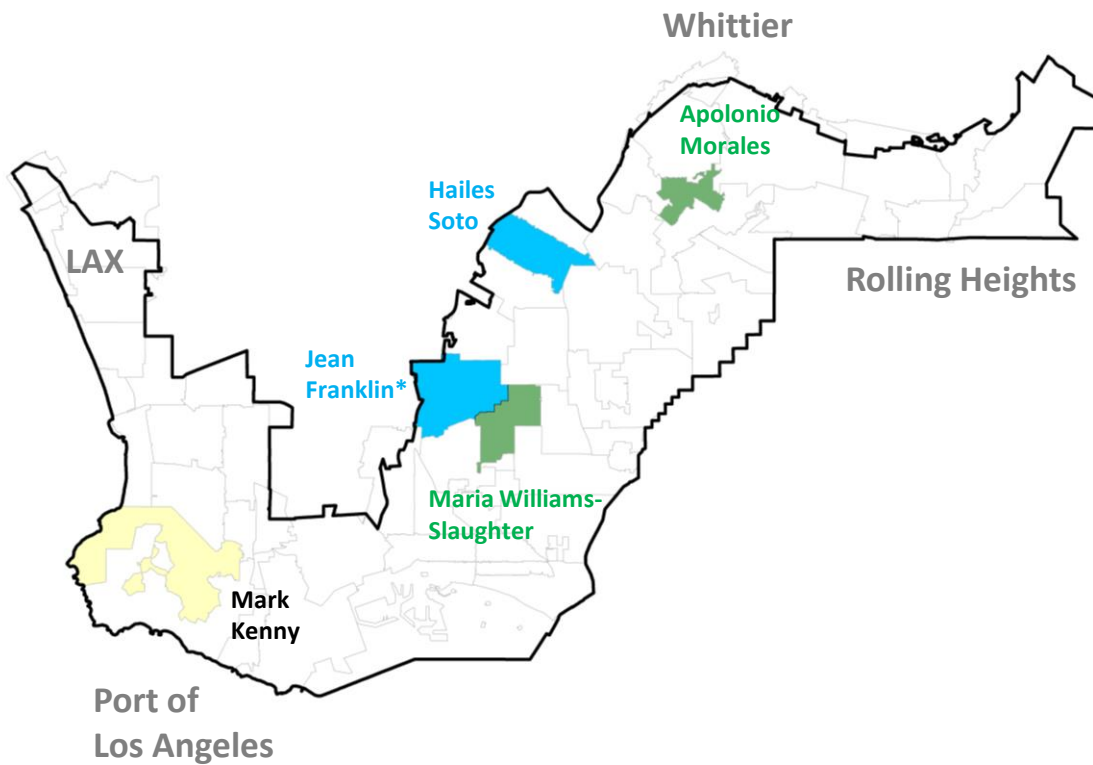 Whittier
Apolonio
Morales
Hailes
Soto
LAX
Rolling Heights
Jean
Franklin*
Maria Williams-
Slaughter
Mark
Kenny
Port of
Los Angeles